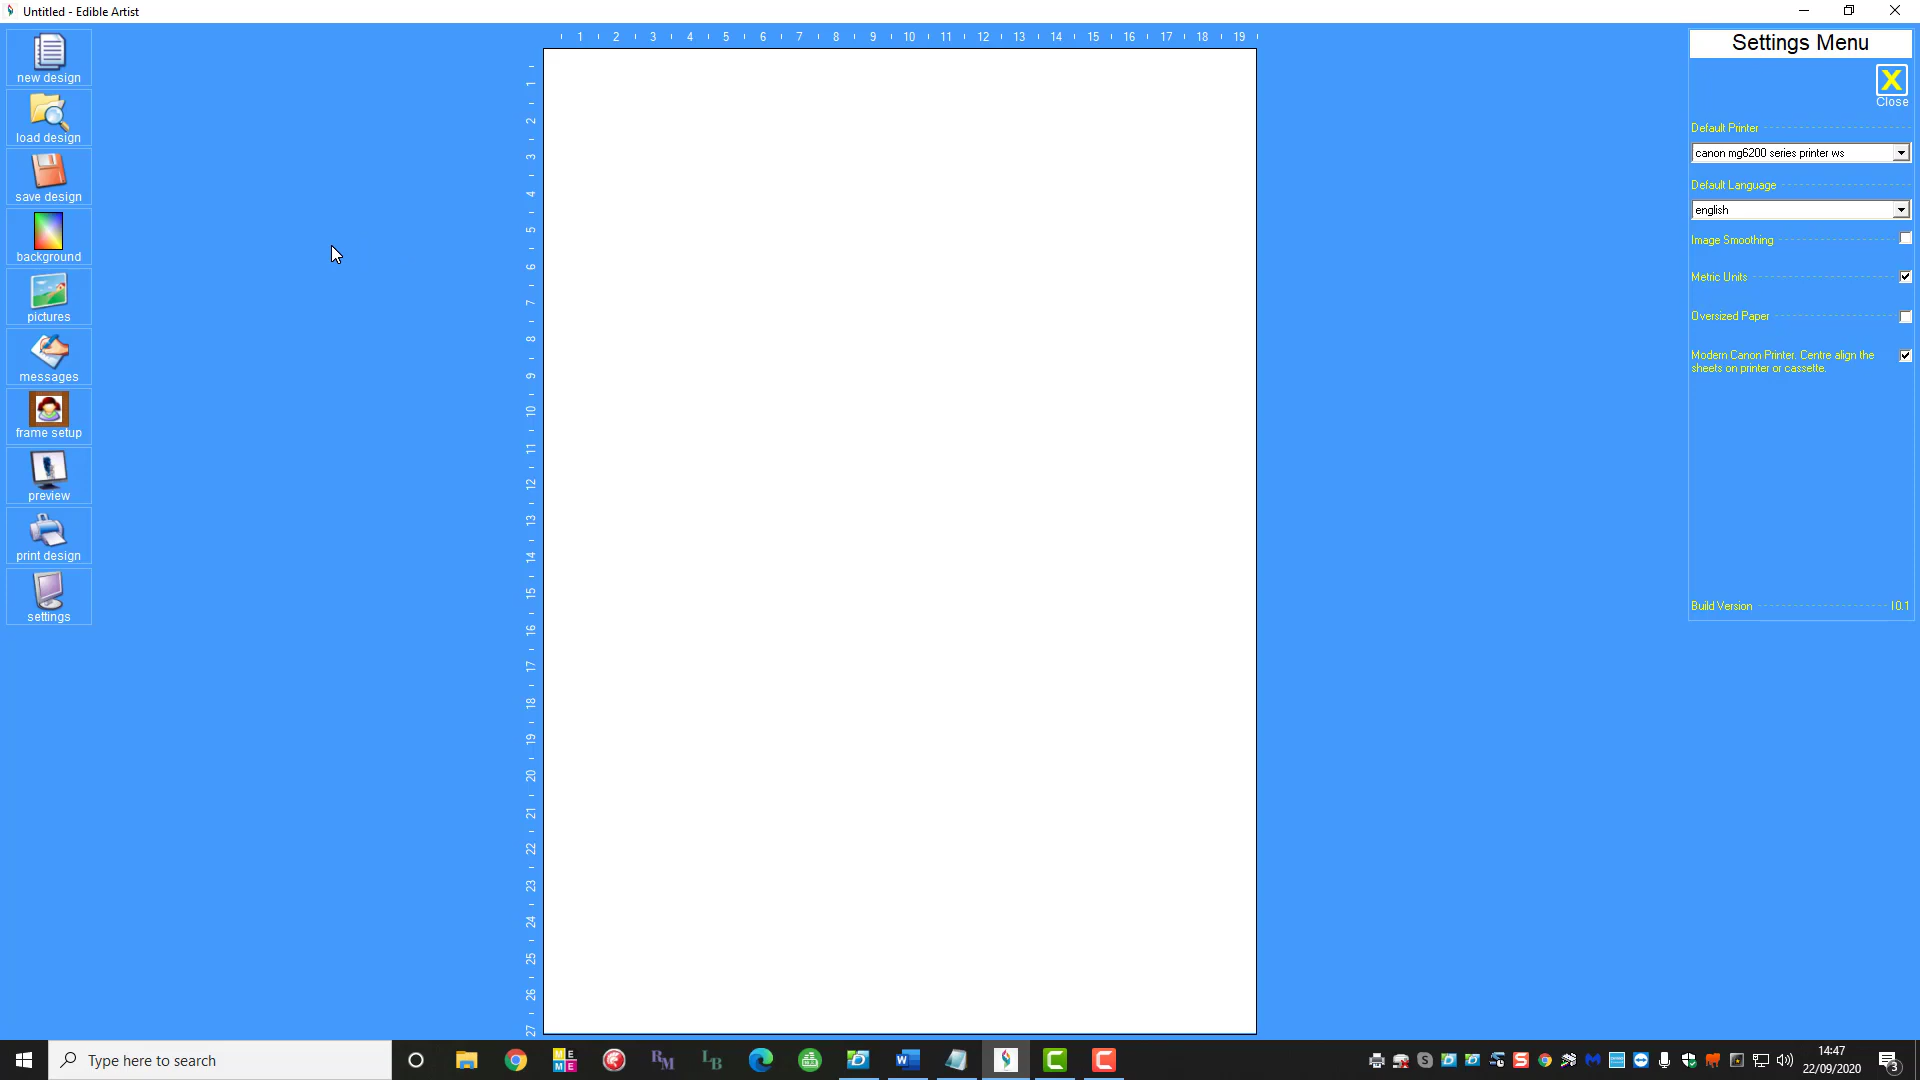 Untitled - Edible Artist
1 2 3 4 5 6 7 8 9 10 11 12 13 14 15 16 17 18 19
new design
load design
save design
background
pictures
messages
frame setup
preview
print design
settings
1
2
3
4
5
6
7
8
9
10
11
12
13
14
15
16
17
18
19
20
21
22
23
24
25
26
27
Settings Menu
X
Close
Default Printer
canon mg6200 series printer ws
Default Language
english
Image Smoothing
Metric Units
Oversized Paper
Modern Canon Printer. Centre align the
sheets on printer or cassette.
Build Version 10.1
Type here to search
ME
ME
RM
LB
14:47
22/09/2020
3